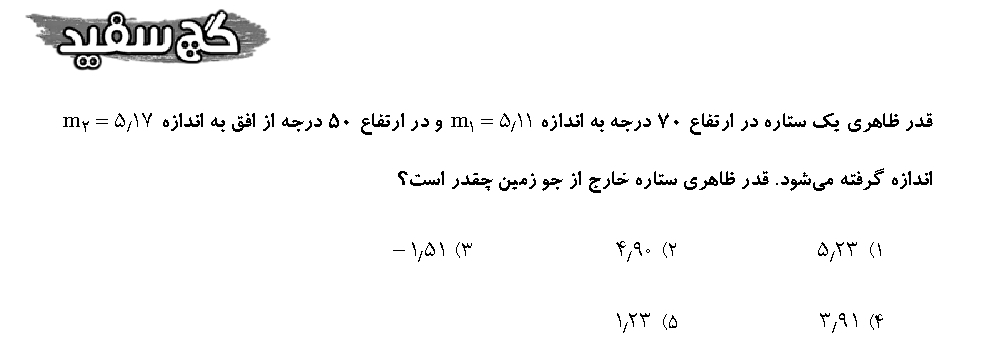 گچ سفید
قدر ظاهری یک ستاره در ارتفاع ۷۰ درجه به اندازه m₁ = ۵٫۱۱ و در ارتفاع ۵۰ درجه از افق به اندازه m₂ = ۵٫۱۷
اندازه گرفته می‌شود. قدر ظاهری ستاره خارج از جو زمین چقدر است؟
۱) ۵٫۲۳ ۲) ۴٫۹۰ ۳) −۱٫۵۱
۴) ۳٫۹۱ ۵) ۱٫۲۳